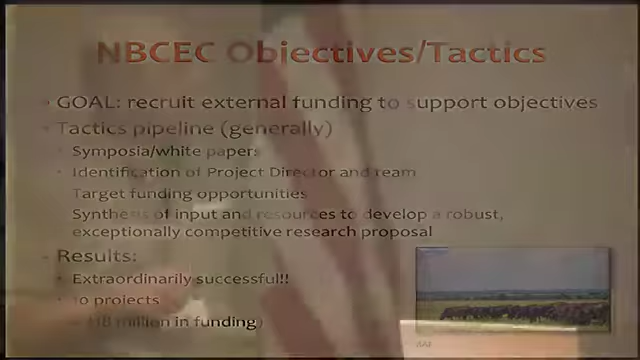 NBCEC Objectives/Tactics
GOAL: recruit external funding to support objectives
Tactics pipeline (generally)
Symposia/white papers
Identification of Project Director and team
Target funding opportunities
Synthesis of input and resources to develop a robust,
exceptionally competitive research proposal
Results:
Extraordinarily successful!!
10 projects
million in funding